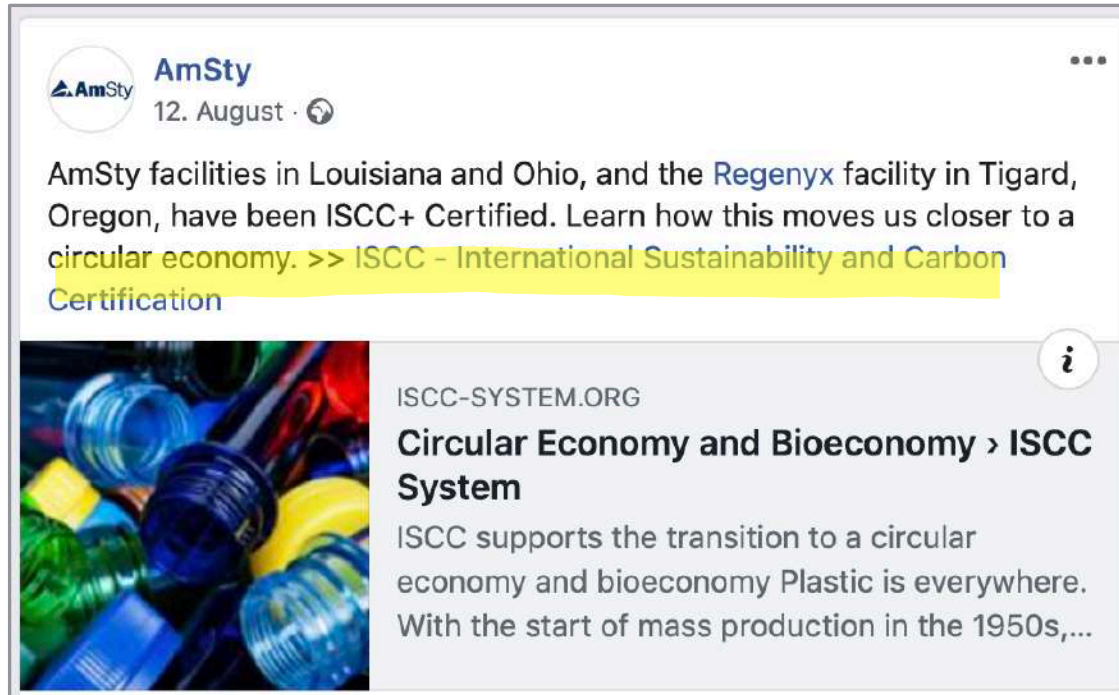 AmSty
AmSty
12. August ·
AmSty facilities in Louisiana and Ohio, and the Regenyx facility in Tigard,
Oregon, have been ISCC+ Certified. Learn how this moves us closer to a
circular economy. >> ISCC - International Sustainability and Carbon
Certification
i
ISCC-SYSTEM.ORG
Circular Economy and Bioeconomy › ISCC
System
ISCC supports the transition to a circular
economy and bioeconomy Plastic is everywhere.
With the start of mass production in the 1950s,...